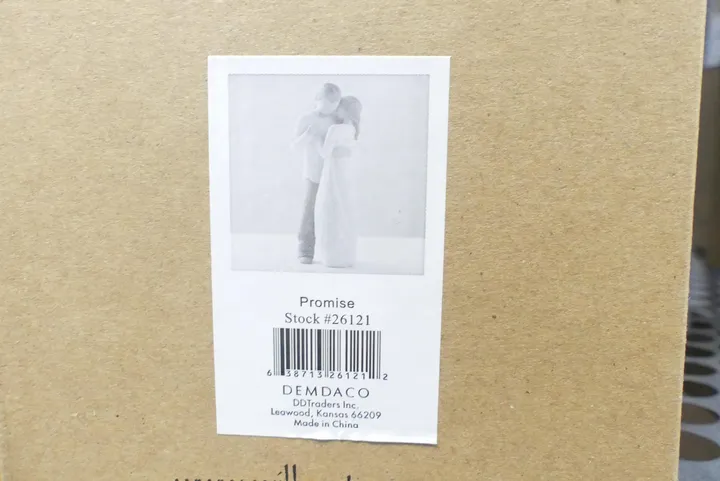 Promise
Stock #26121
6 38713 26121 2
DEMDACO
DDTraders Inc.
Leawood, Kansas 66209
Made in China